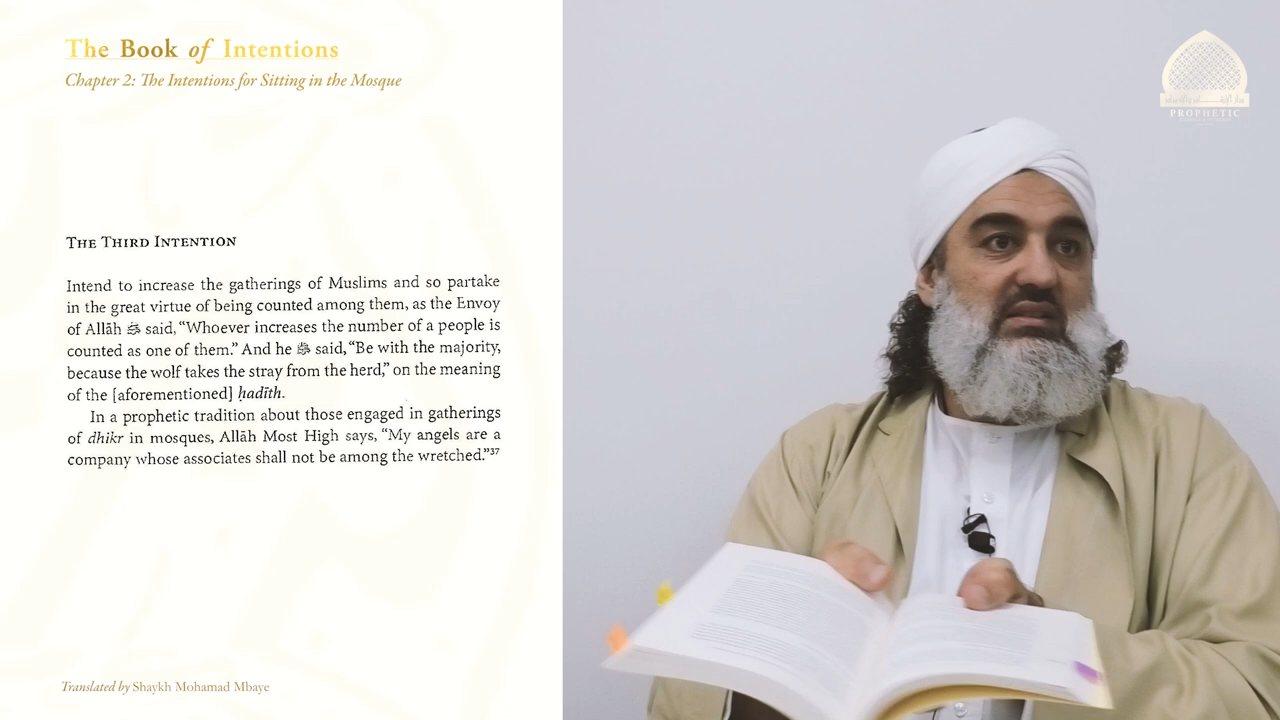 The Book of Intentions
Chapter 2: The Intentions for Sitting in the Mosque
PROPHETIC
The Third Intention
Intend to increase the gatherings of Muslims and so partake
in the great virtue of being counted among them, as the Envoy
of Allāh ﷺ said, “Whoever increases the number of a people is
counted as one of them.” And he ﷺ said, “Be with the majority,
because the wolf takes the stray from the herd,” on the meaning
of the [aforementioned] ḥadīth.
In a prophetic tradition about those engaged in gatherings
of dhikr in mosques, Allāh Most High says, “My angels are a
company whose associates shall not be among the wretched.”37
Translated by Shaykh Mohamad Mbaye